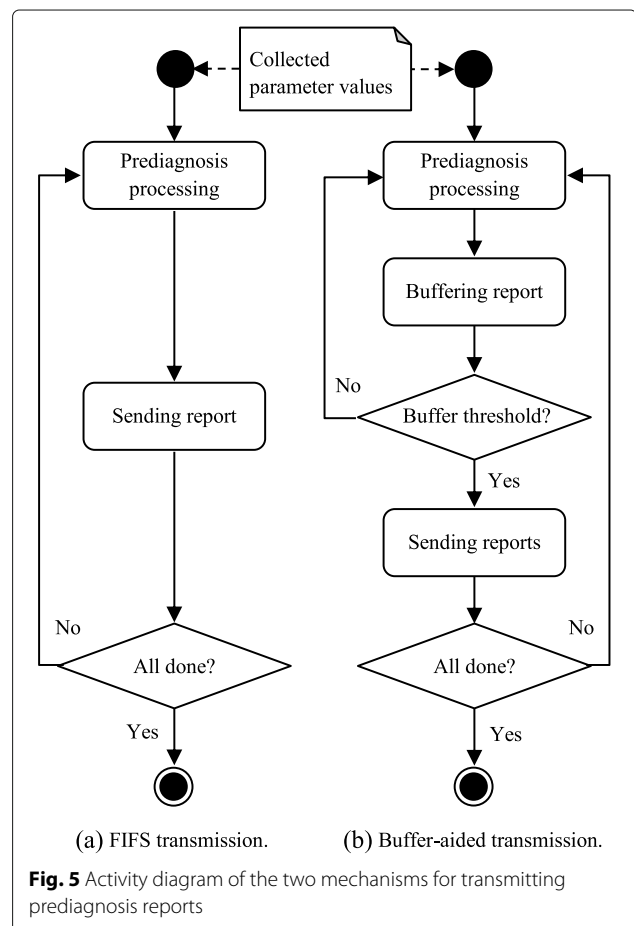 Collected
parameter values
Prediagnosis
processing
Sending report
No
All done?
Yes
(a) FIFS transmission.
Prediagnosis
processing
Buffering report
No
Buffer threshold?
Yes
Sending reports
No
All done?
Yes
(b) Buffer-aided transmission.
Fig. 5 Activity diagram of the two mechanisms for transmitting
prediagnosis reports